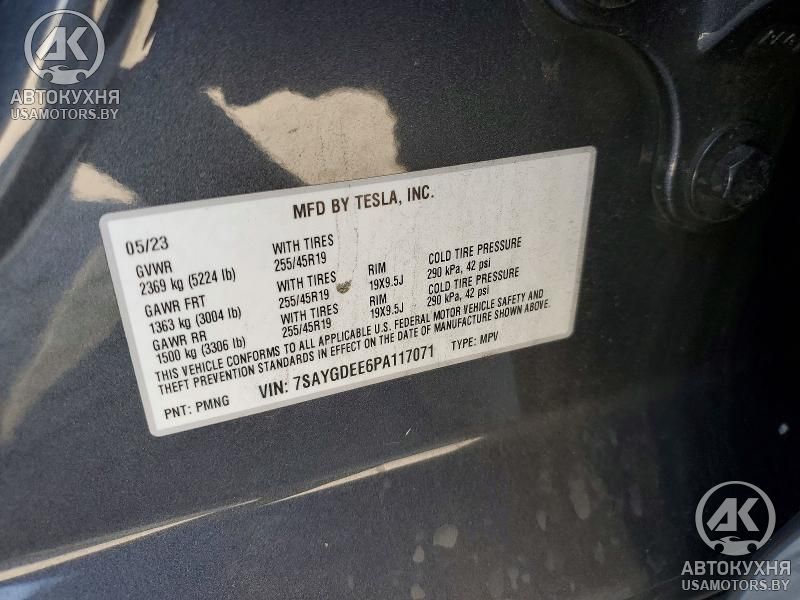 AK
АВТОКУХНЯ
USAMOTORS.BY
MFD BY TESLA, INC.
05/23
GVWR
2369 kg (5224 lb)
WITH TIRES
255/45R19
COLD TIRE PRESSURE
290 kPa, 42 psi
GAWR FRT
1363 kg (3004 lb)
WITH TIRES
255/45R19
RIM
19X9.5J
COLD TIRE PRESSURE
290 kPa, 42 psi
GAWR RR
1500 kg (3306 lb)
WITH TIRES
255/45R19
RIM
19X9.5J
THIS VEHICLE CONFORMS TO ALL APPLICABLE U.S. FEDERAL MOTOR VEHICLE SAFETY AND
THEFT PREVENTION STANDARDS IN EFFECT ON THE DATE OF MANUFACTURE SHOWN ABOVE.
PNT: PMNG
VIN: 7SAYGDEE6PA117071
TYPE: MPV
AK
АВТОКУХНЯ
USAMOTORS.BY